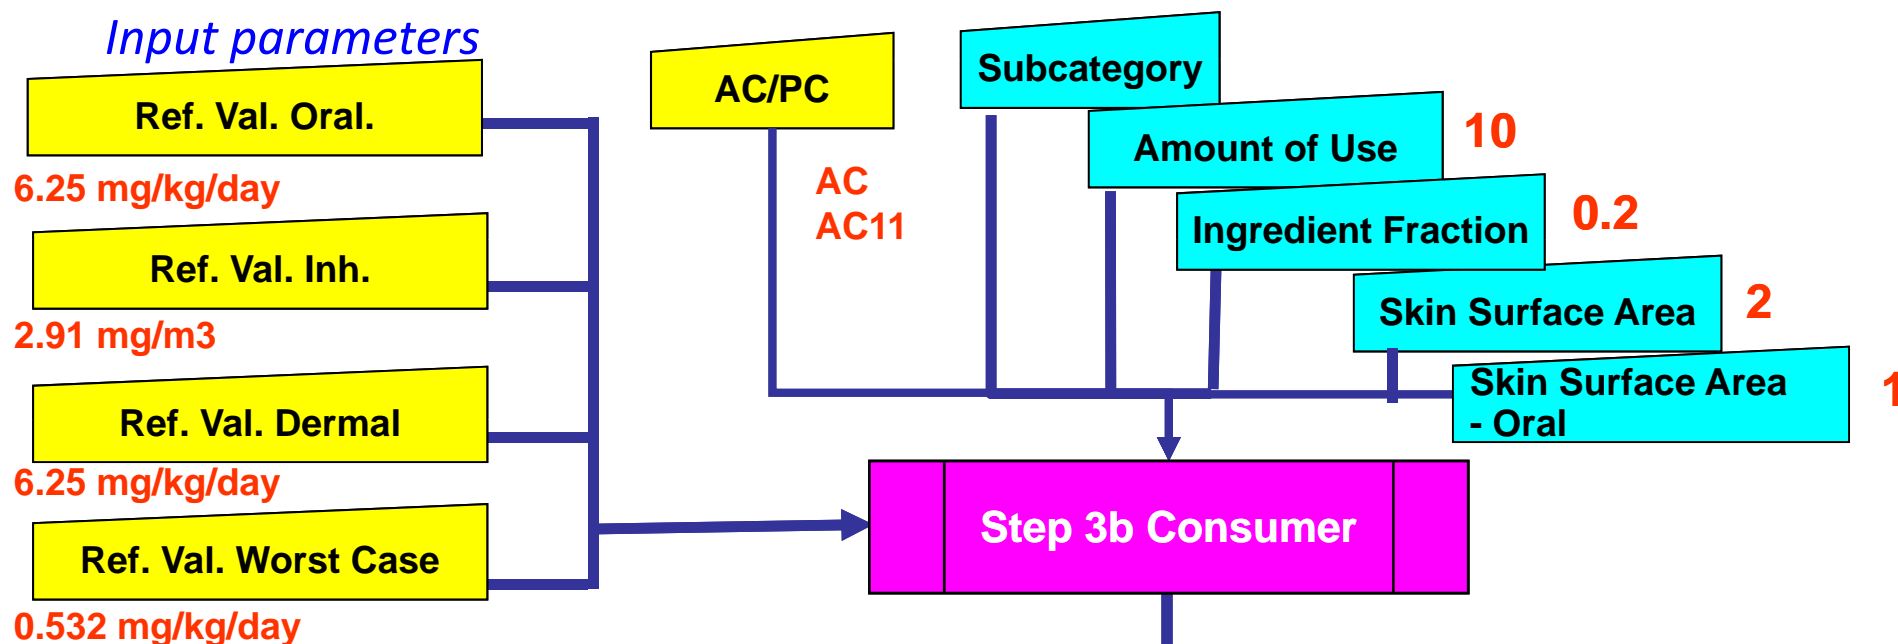 Input parameters
Ref. Val. Oral.
6.25 mg/kg/day
Ref. Val. Inh.
2.91 mg/m3
Ref. Val. Dermal
6.25 mg/kg/day
Ref. Val. Worst Case
0.532 mg/kg/day
AC/PC
AC
AC11
Subcategory
Amount of Use
10
Ingredient Fraction
0.2
Skin Surface Area
2
Skin Surface Area
- Oral
1
Step 3b Consumer